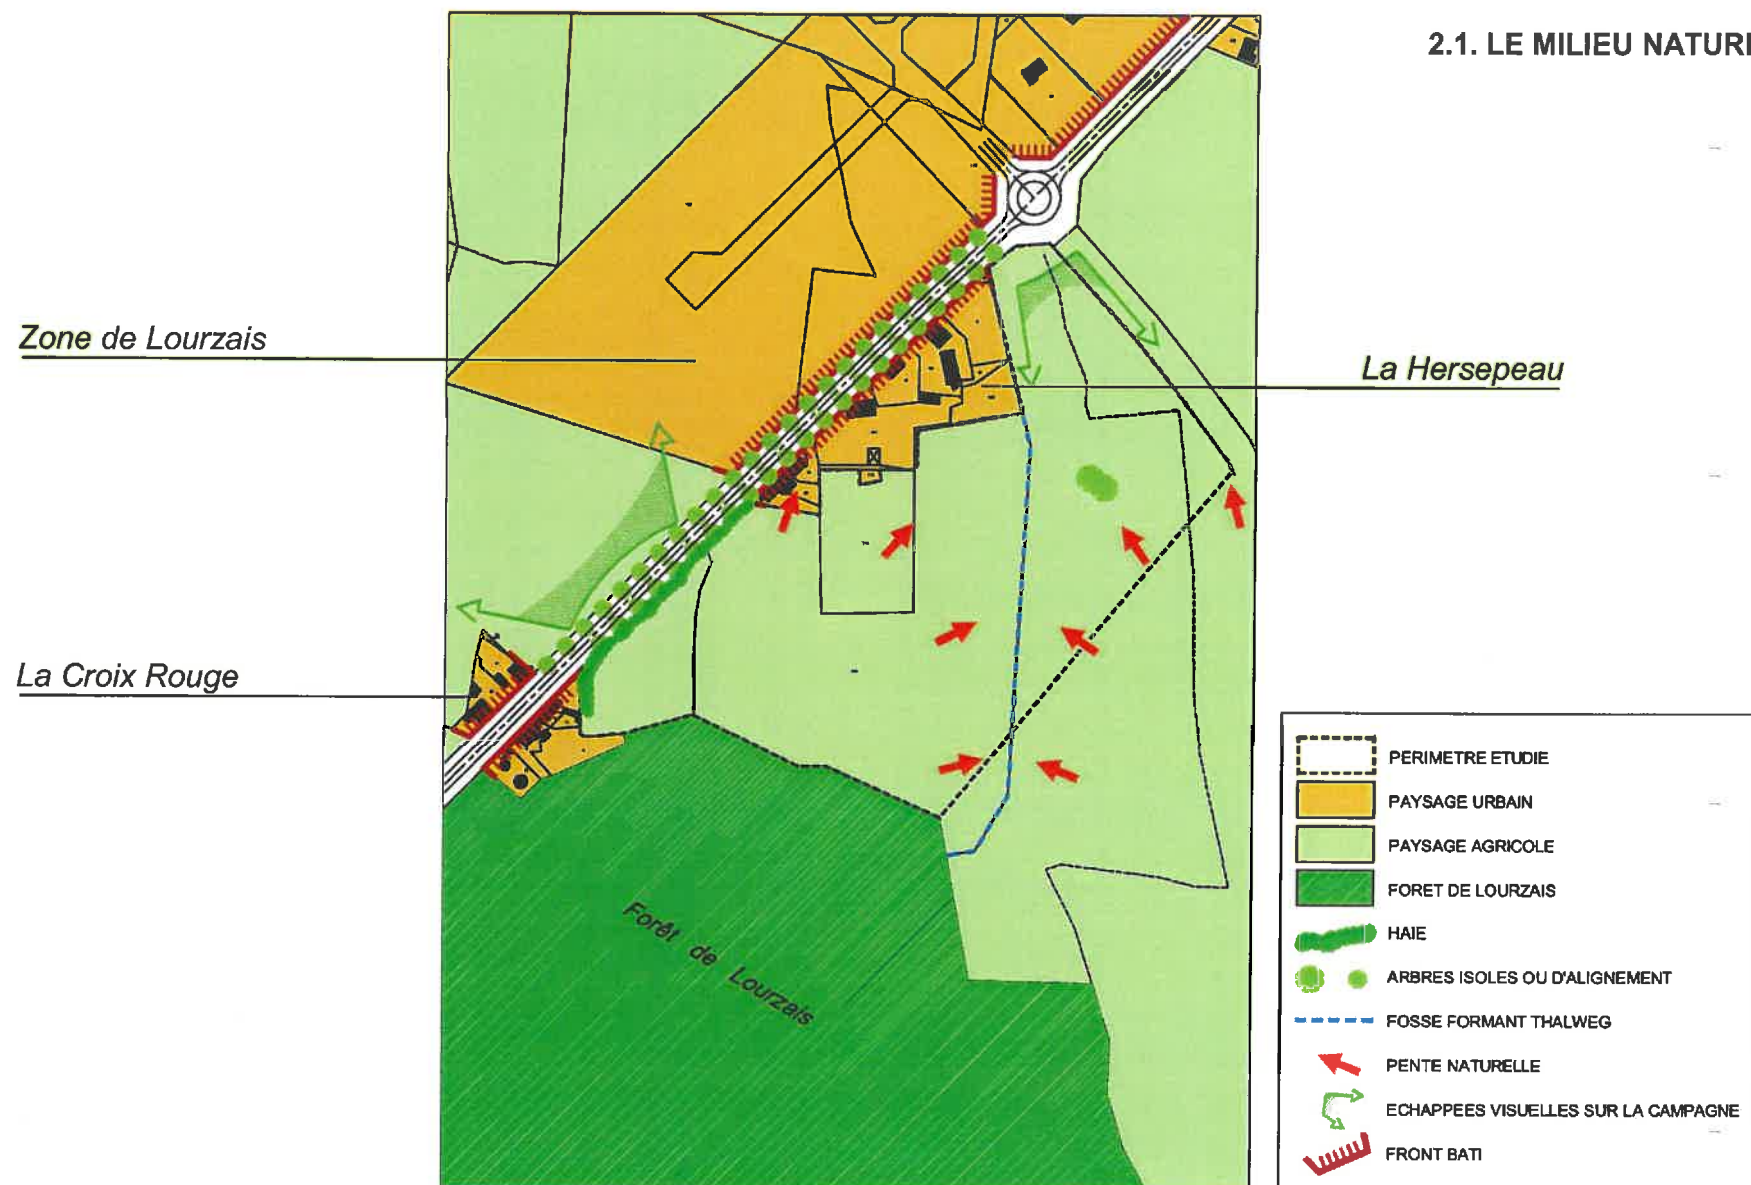 2.1. LE MILIEU NATURE
Zone de Lourzais
La Hersepeau
La Croix Rouge
Forêt de Lourzais
PERIMETRE ETUDIE
PAYSAGE URBAIN
PAYSAGE AGRICOLE
FORET DE LOURZAIS
HAIE
ARBRES ISOLES OU D'ALIGNEMENT
FOSSE FORMANT THALWEG
PENTE NATURELLE
ECHAPPEES VISUELLES SUR LA CAMPAGNE
FRONT BATI